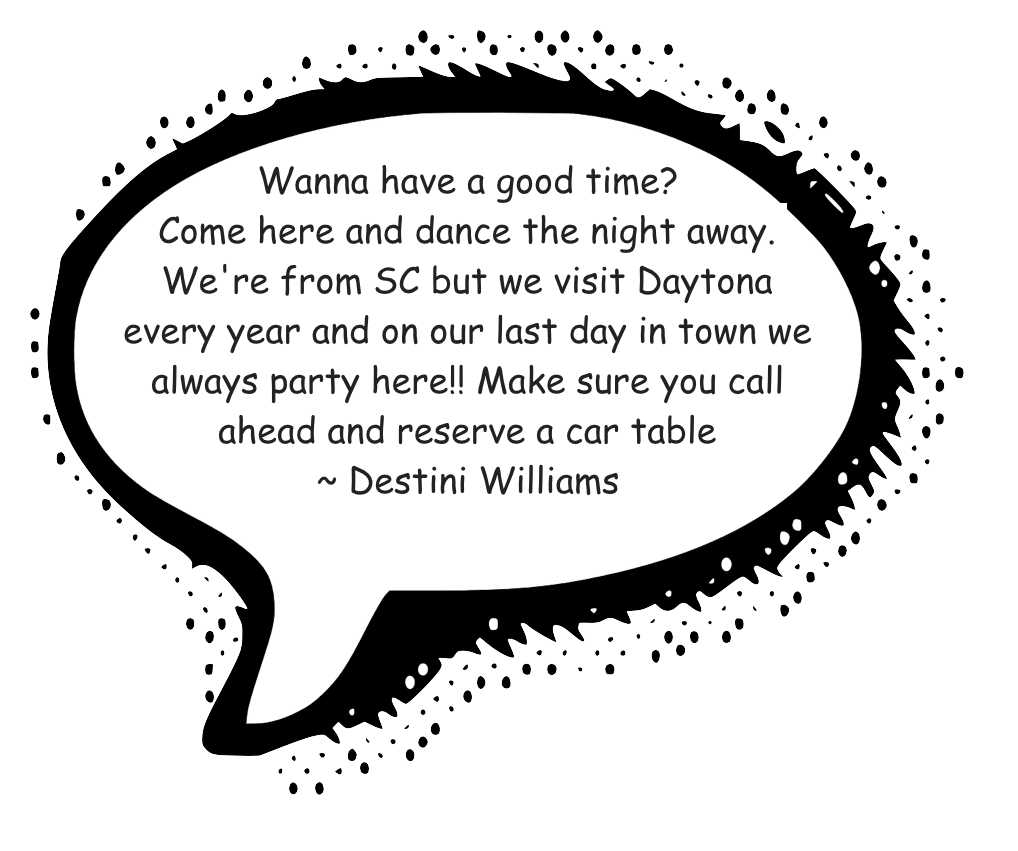 Wanna have a good time?
Come here and dance the night away.
We're from SC but we visit Daytona
every year and on our last day in town we
always party here!! Make sure you call
ahead and reserve a car table
~ Destini Williams